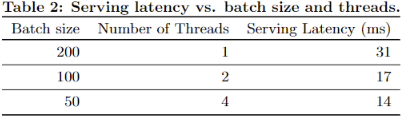 Table 2: Serving latency vs. batch size and threads.
Batch size Number of Threads Serving Latency (ms)
200 1 31
100 2 17
50 4 14